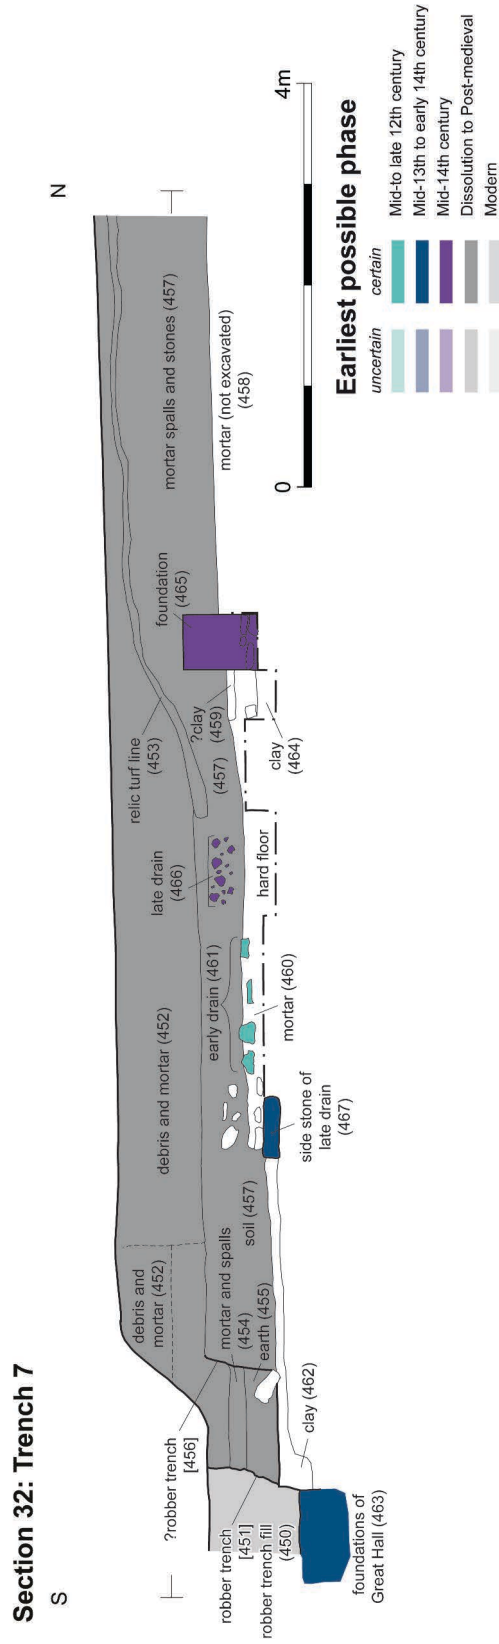 Section 32: Trench 7
S
N
debris and
mortar (452)
debris and mortar (452)
relic turf line
(453)
foundation
(465)
mortar spalls and stones (457)
?robber trench
[456]
mortar and spalls
(454)
earth (455)
soil (457)
early drain (461)
late drain
(466)
(457)
?clay
(459)
mortar (not excavated)
(458)
robber trench
[451]
robber trench fill
(450)
foundations of
Great Hall (463)
clay (462)
side stone of
late drain
(467)
mortar (460)
hard floor
clay
(464)
0
4m
Earliest possible phase
uncertain
certain
Mid-to late 12th century
Mid-13th to early 14th century
Mid-14th century
Dissolution to Post-medieval
Modern